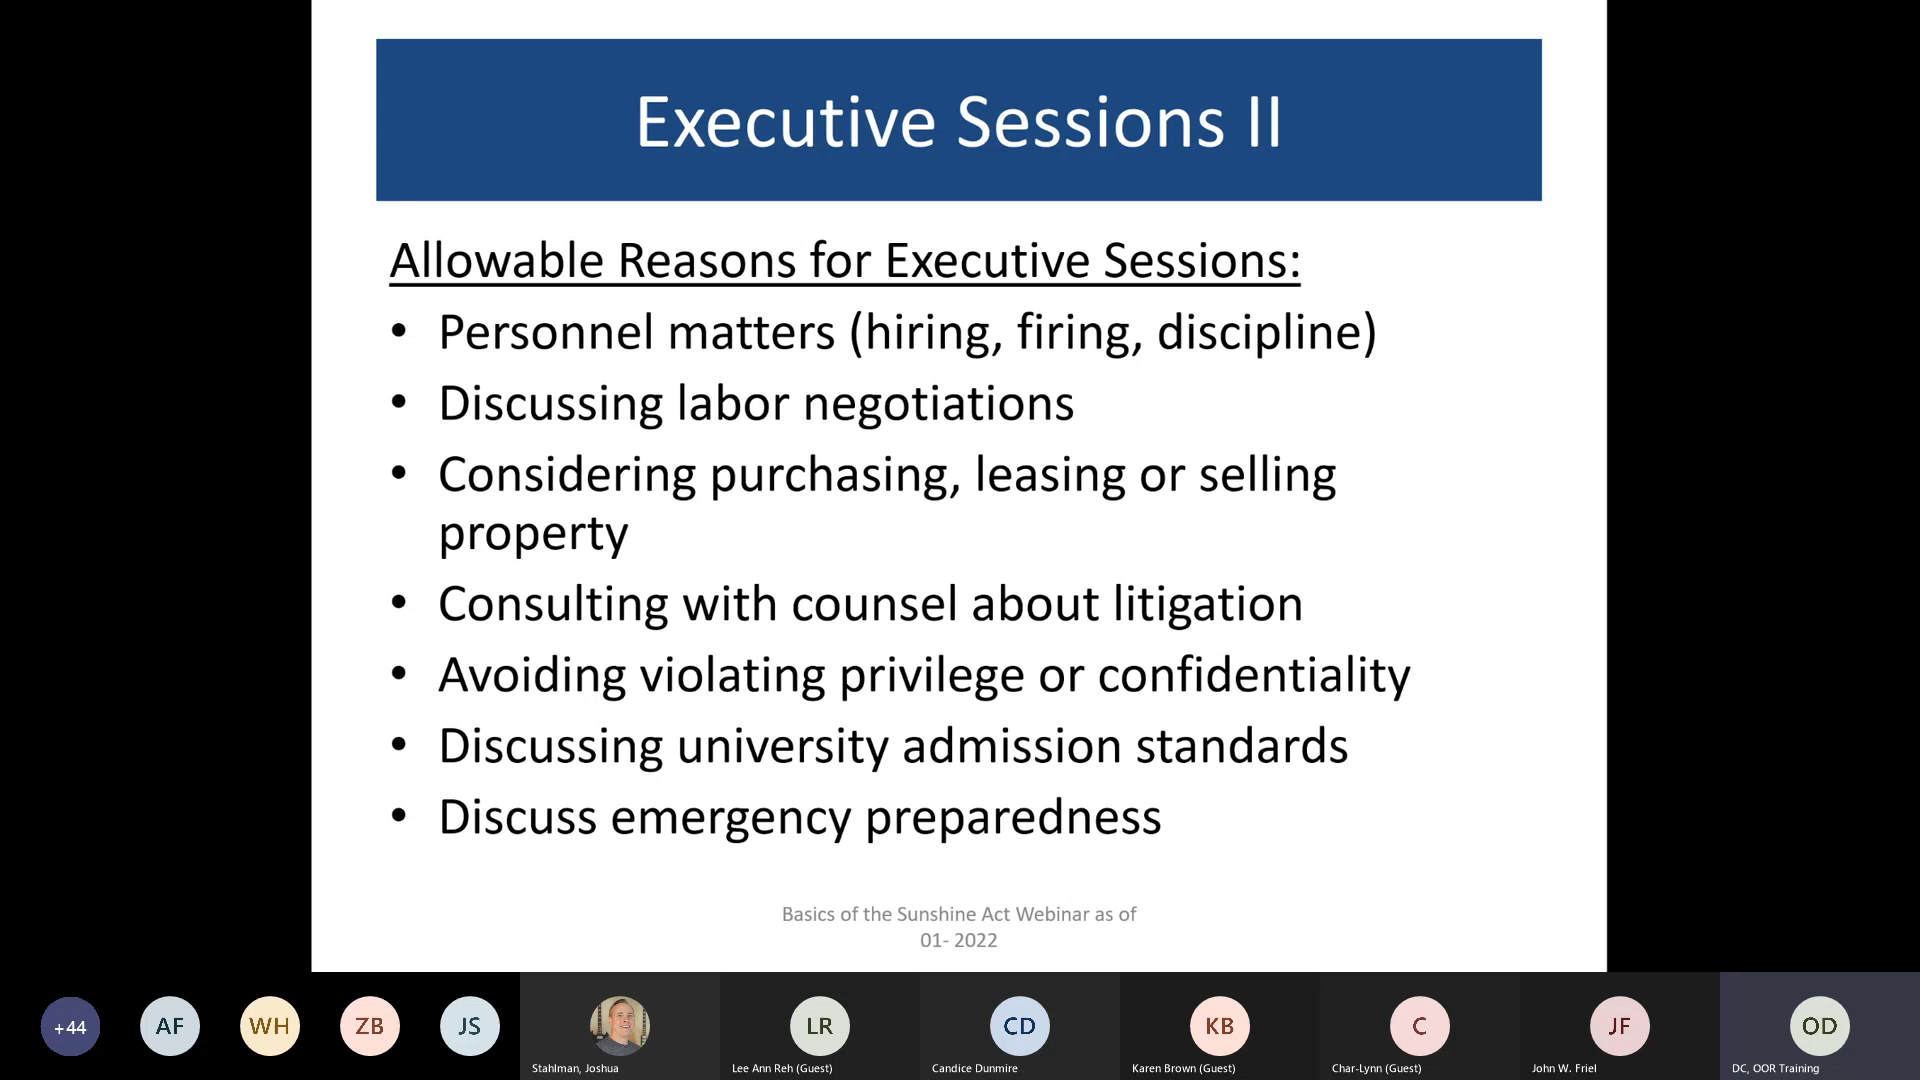 Executive Sessions II
Allowable Reasons for Executive Sessions:
• Personnel matters (hiring, firing, discipline)
• Discussing labor negotiations
• Considering purchasing, leasing or selling
property
• Consulting with counsel about litigation
• Avoiding violating privilege or confidentiality
• Discussing university admission standards
• Discuss emergency preparedness
Basics of the Sunshine Act Webinar as of
01- 2022
+44
AF
WH
ZB
JS
Stahlman, Joshua
LR
Lee Ann Reh (Guest)
CD
Candice Dunmire
KB
Karen Brown (Guest)
C
Char-Lynn (Guest)
JF
John W. Friel
OD
DC, OOR Training